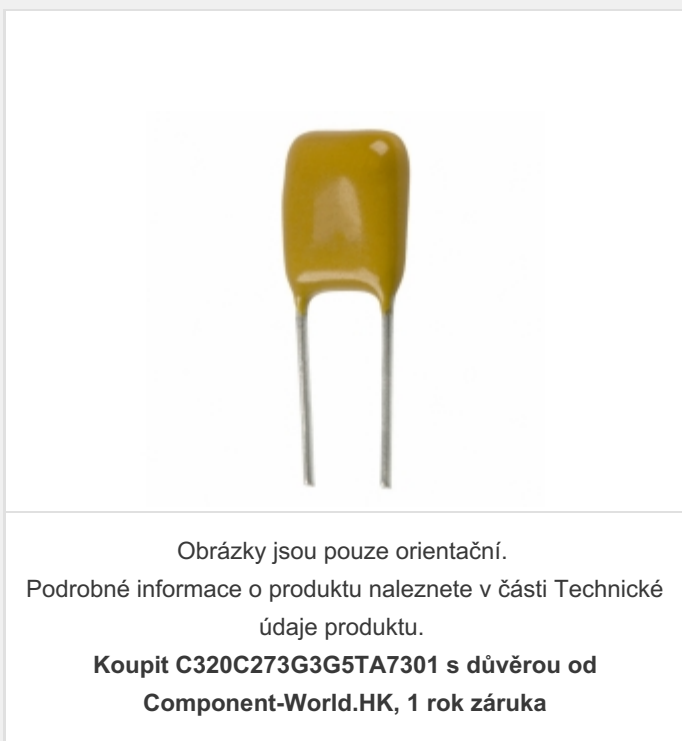 Obrázky jsou pouze orientační.
Podrobné informace o produktu naleznete v části Technické
údaje produktu.
Koupit C320C273G3G5TA7301 s důvěrou od
Component-World.HK, 1 rok záruka